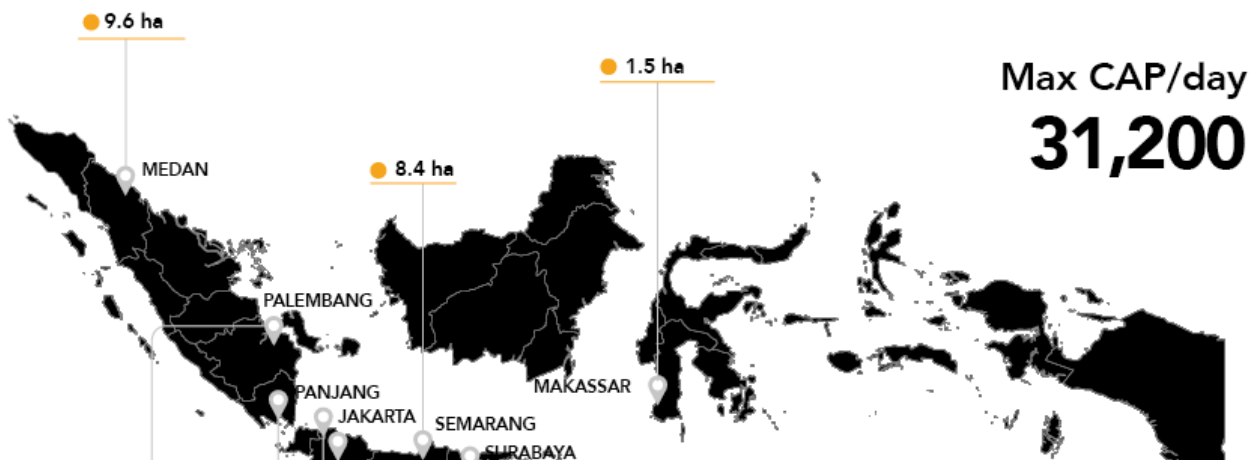 9.6 ha
1.5 ha
Max CAP/day
31,200
MEDAN
8.4 ha
PALEMBANG
PANJANG
JAKARTA
SEMARANG
MAKASSAR
SURABAYA